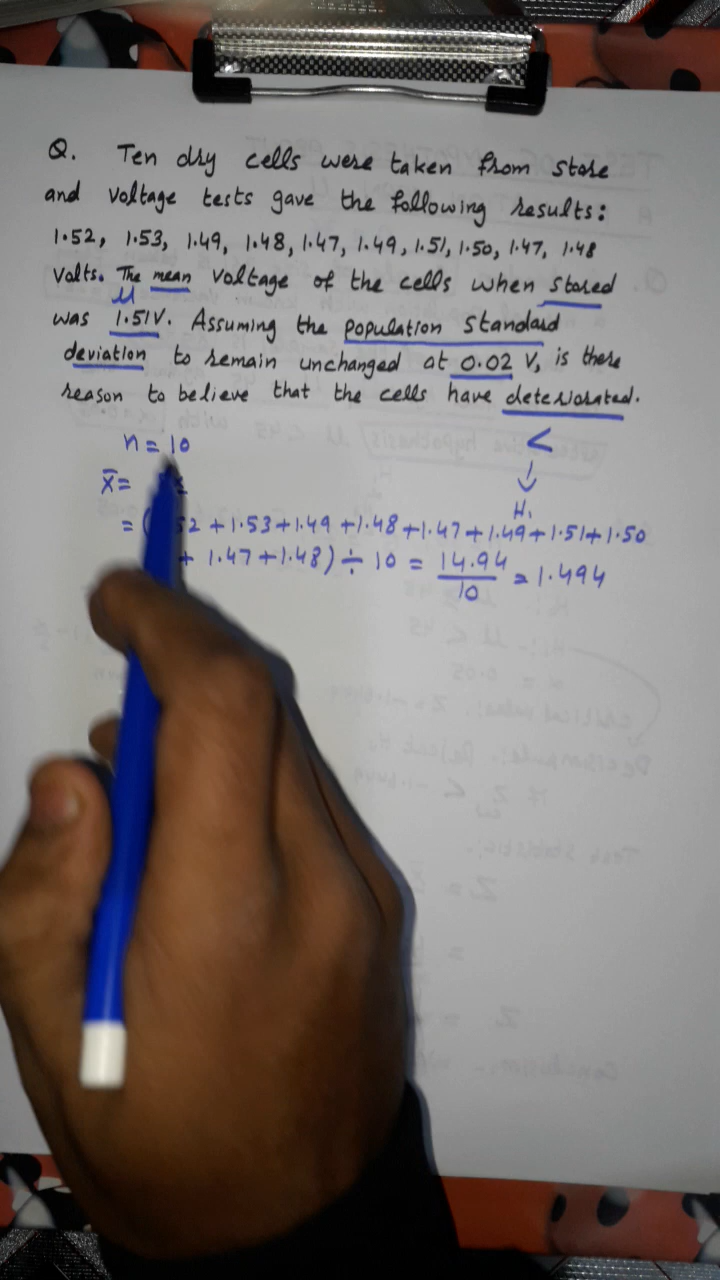 Q. Ten dry cells were taken from store
and voltage tests gave the following results:
1.52, 1.53, 1.49, 1.48, 1.47, 1.49, 1.51, 1.50, 1.47, 1.48
volts. The mean voltage of the cells when stored
μ
was 1.51V. Assuming the population standard
deviation to remain unchanged at 0.02 V, is there
reason to believe that the cells have deteriorated.
n = 10 <
x̄ =
H₁
= ( 52 + 1.53 + 1.49 + 1.48 + 1.47 + 1.49 + 1.51 + 1.50
+ 1.47 + 1.48) ÷ 10 = 14.94/10 = 1.494